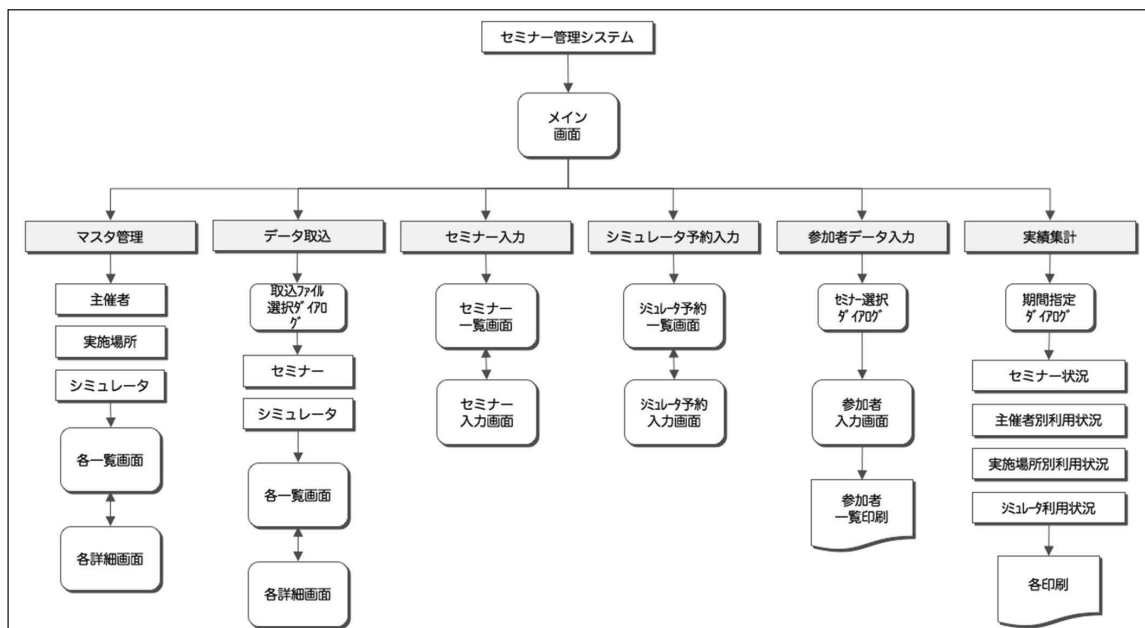 セミナー管理システム
メイン
画面
マスタ管理
主催者
実施場所
シミュレータ
各一覧画面
各詳細画面
データ取込
取込ﾌｧｲﾙ
選択ﾀﾞｲｱﾛ
ｸﾞ
セミナー
シミュレータ
各一覧画面
各詳細画面
セミナー入力
セミナー
一覧画面
セミナー
入力画面
シミュレータ予約入力
ｼﾐｭﾚｰﾀ予約
一覧画面
ｼﾐｭﾚｰﾀ予約
入力画面
参加者データ入力
ｾﾐﾅｰ選択
ﾀﾞｲｱﾛｸﾞ
参加者
入力画面
参加者
一覧印刷
実績集計
期間指定
ﾀﾞｲｱﾛｸﾞ
セミナー状況
主催者別利用状況
実施場所別利用状況
ｼﾐｭﾚｰﾀ利用状況
各印刷